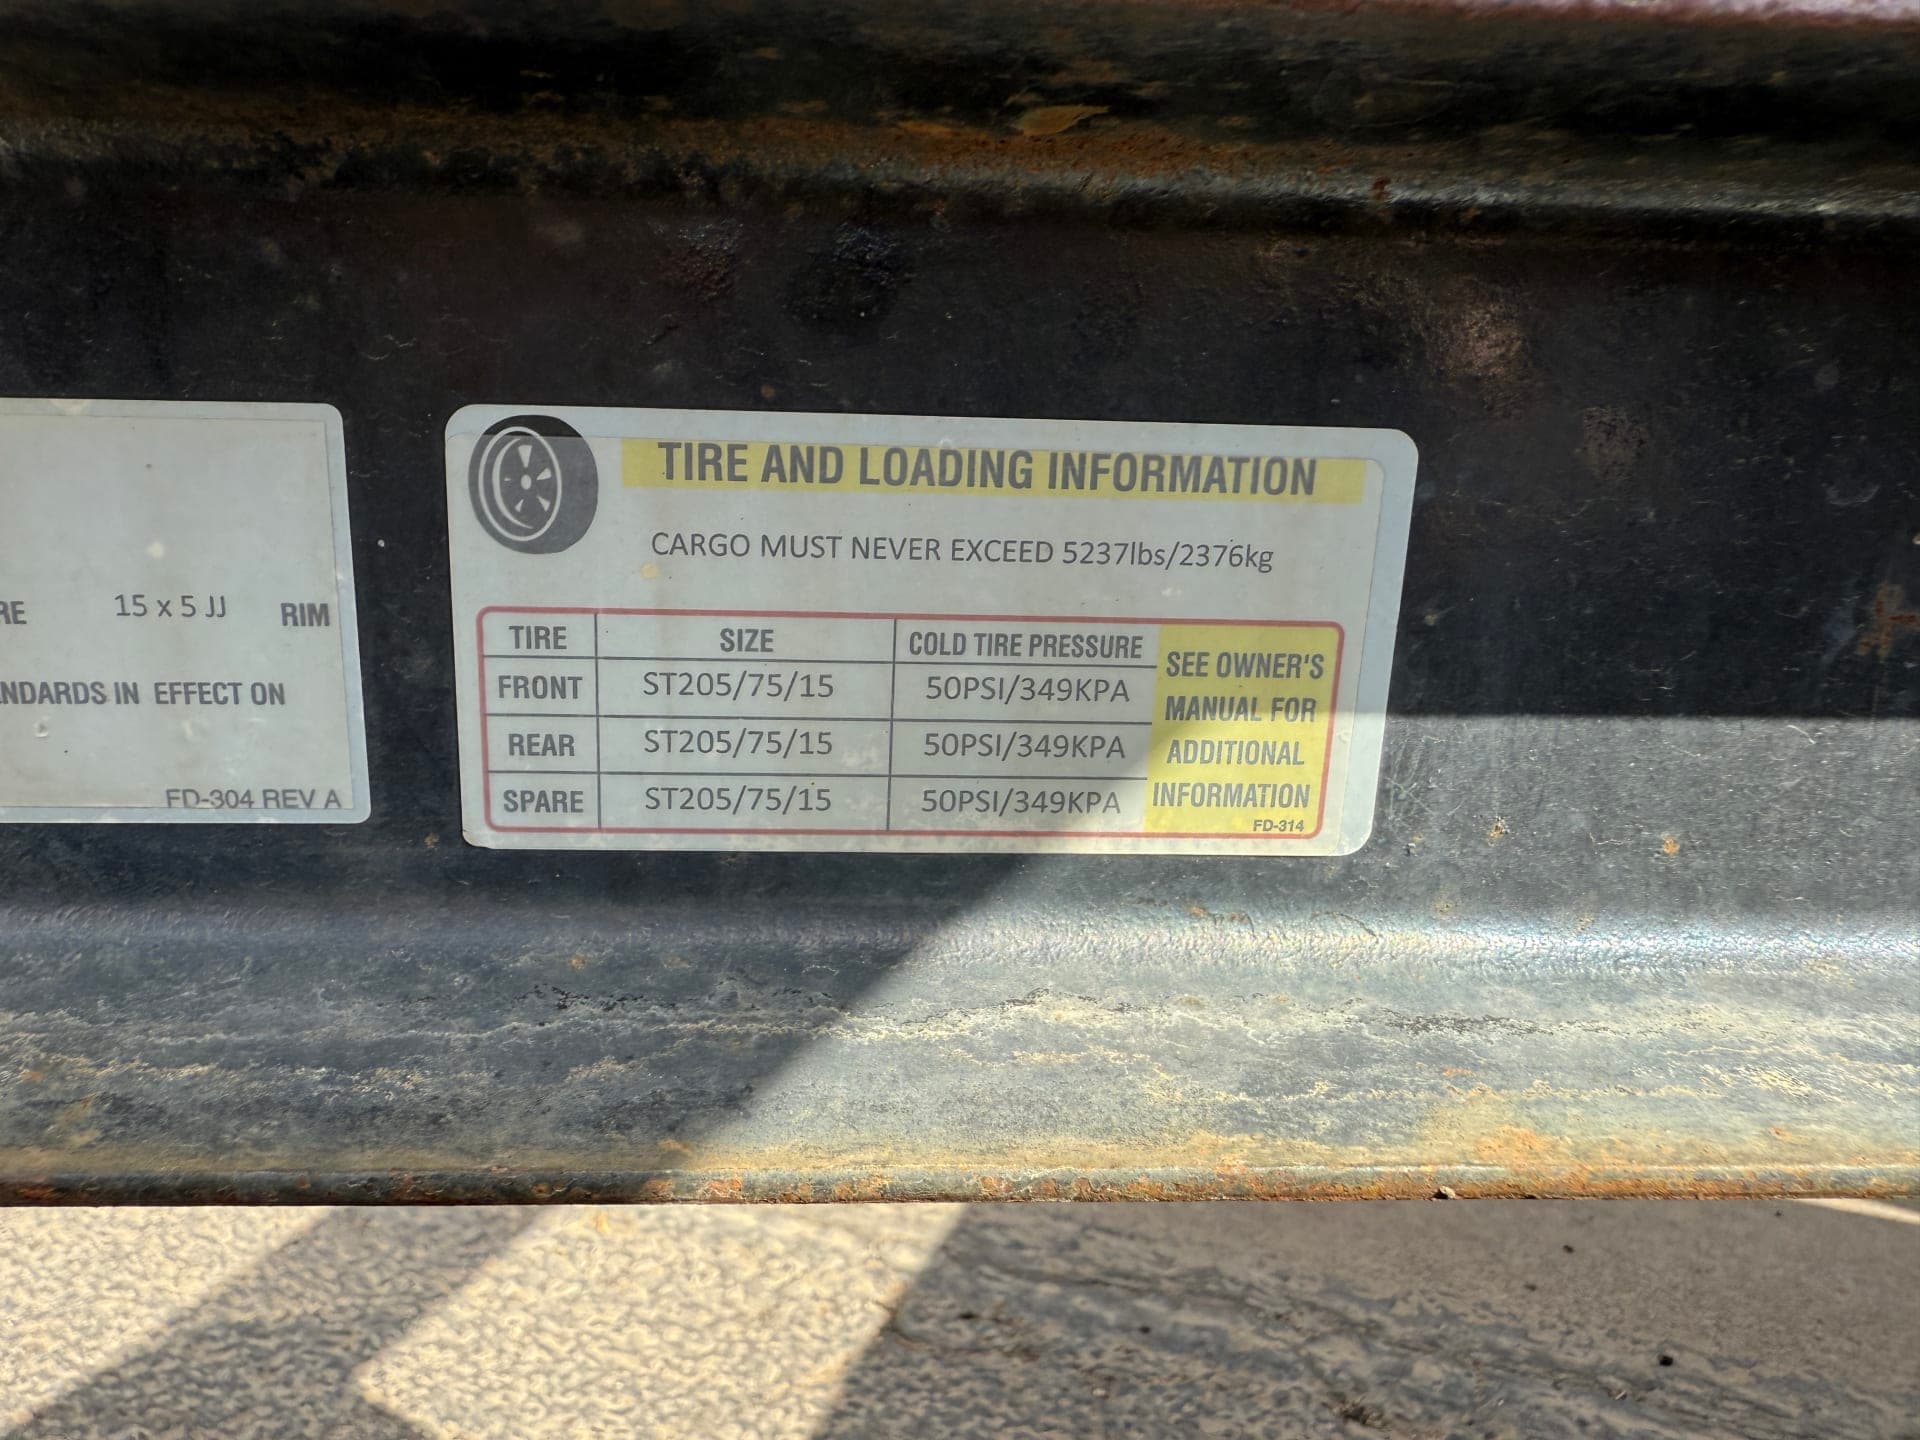 RE 15 x 5 JJ RIM
NDARDS IN EFFECT ON
FD-304 REV A
TIRE AND LOADING INFORMATION
CARGO MUST NEVER EXCEED 5237lbs/2376kg
TIRE SIZE COLD TIRE PRESSURE
FRONT ST205/75/15 50PSI/349KPA
REAR ST205/75/15 50PSI/349KPA
SPARE ST205/75/15 50PSI/349KPA
SEE OWNER'S
MANUAL FOR
ADDITIONAL
INFORMATION
FD-314